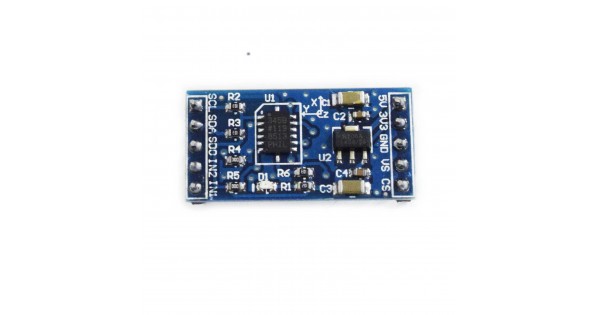 SCL SDA SDO IN2 IN1
R2
R3
R4
R5
U1
X
Y
D1
R6
R1
C1
C2
U2
C4
C3
5V 3V3 GND VS CS